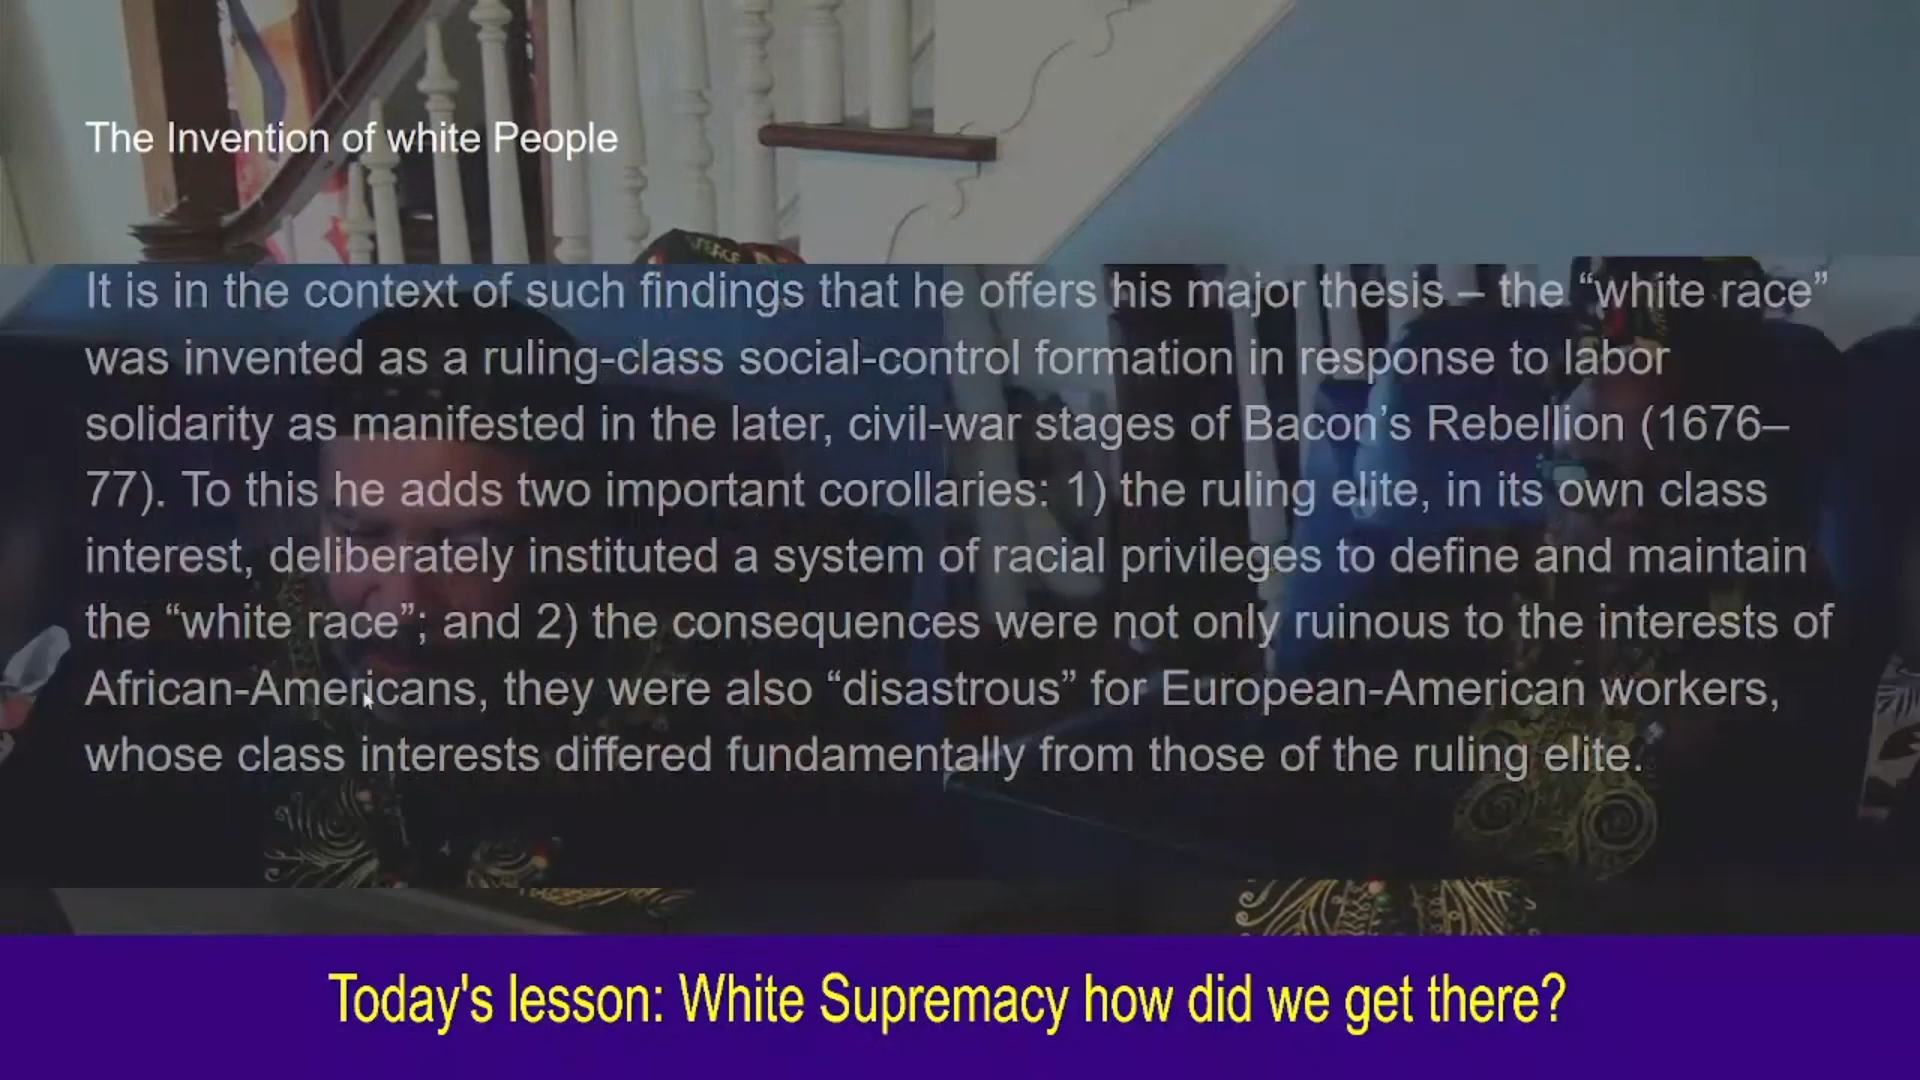 The Invention of white People
It is in the context of such findings that he offers his major thesis – the “white race”
was invented as a ruling-class social-control formation in response to labor
solidarity as manifested in the later, civil-war stages of Bacon’s Rebellion (1676–
77). To this he adds two important corollaries: 1) the ruling elite, in its own class
interest, deliberately instituted a system of racial privileges to define and maintain
the “white race”; and 2) the consequences were not only ruinous to the interests of
African-Americans, they were also “disastrous” for European-American workers,
whose class interests differed fundamentally from those of the ruling elite.
Today's lesson: White Supremacy how did we get there?